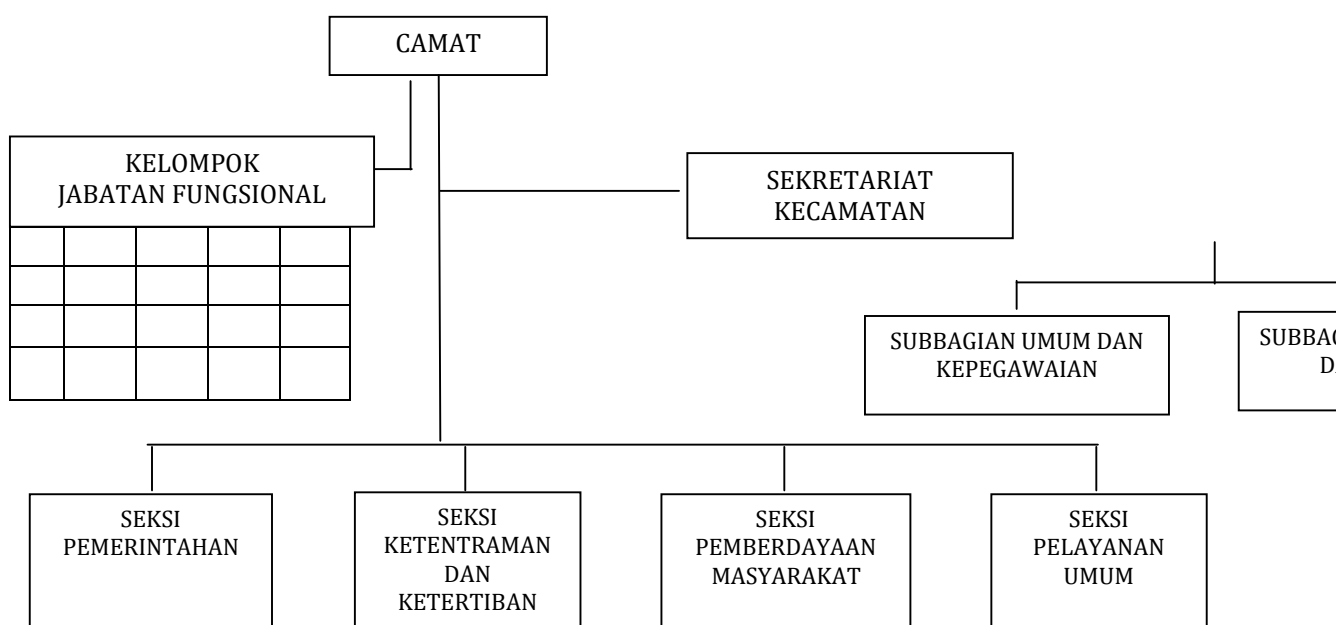 CAMAT
KELOMPOK
JABATAN FUNGSIONAL
SEKRETARIAT
KECAMATAN
SUBBAGIAN UMUM DAN
KEPEGAWAIAN
SEKSI
PEMERINTAHAN
SEKSI
KETENTRAMAN
DAN
KETERTIBAN
SEKSI
PEMBERDAYAAN
MASYARAKAT
SEKSI
PELAYANAN
UMUM